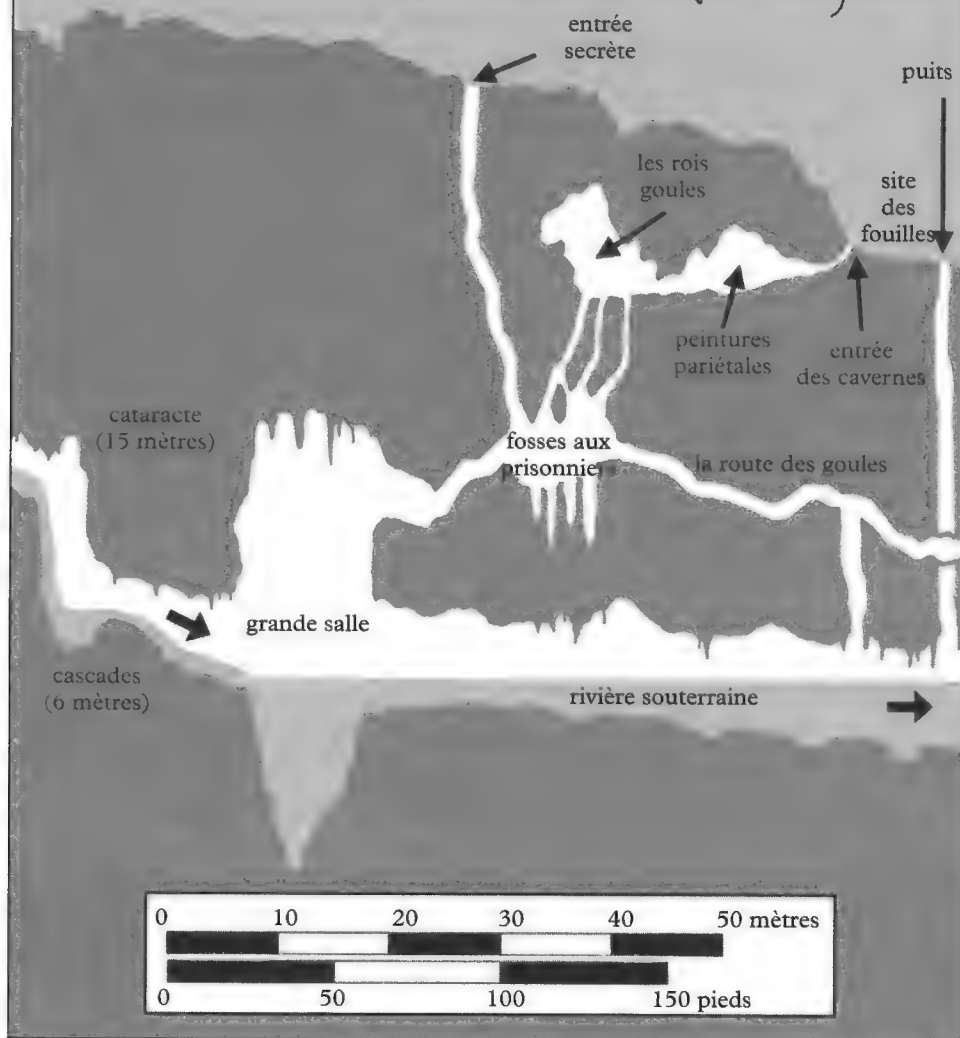 entrée
secrète
puits
les rois
goules
site
des
fouilles
peintures
pariétales
entrée
des cavernes
cataracte
(15 mètres)
fosses aux
prisonniers
la route des goules
grande salle
cascades
(6 mètres)
rivière souterraine
0 10 20 30 40 50 mètres
0 50 100 150 pieds